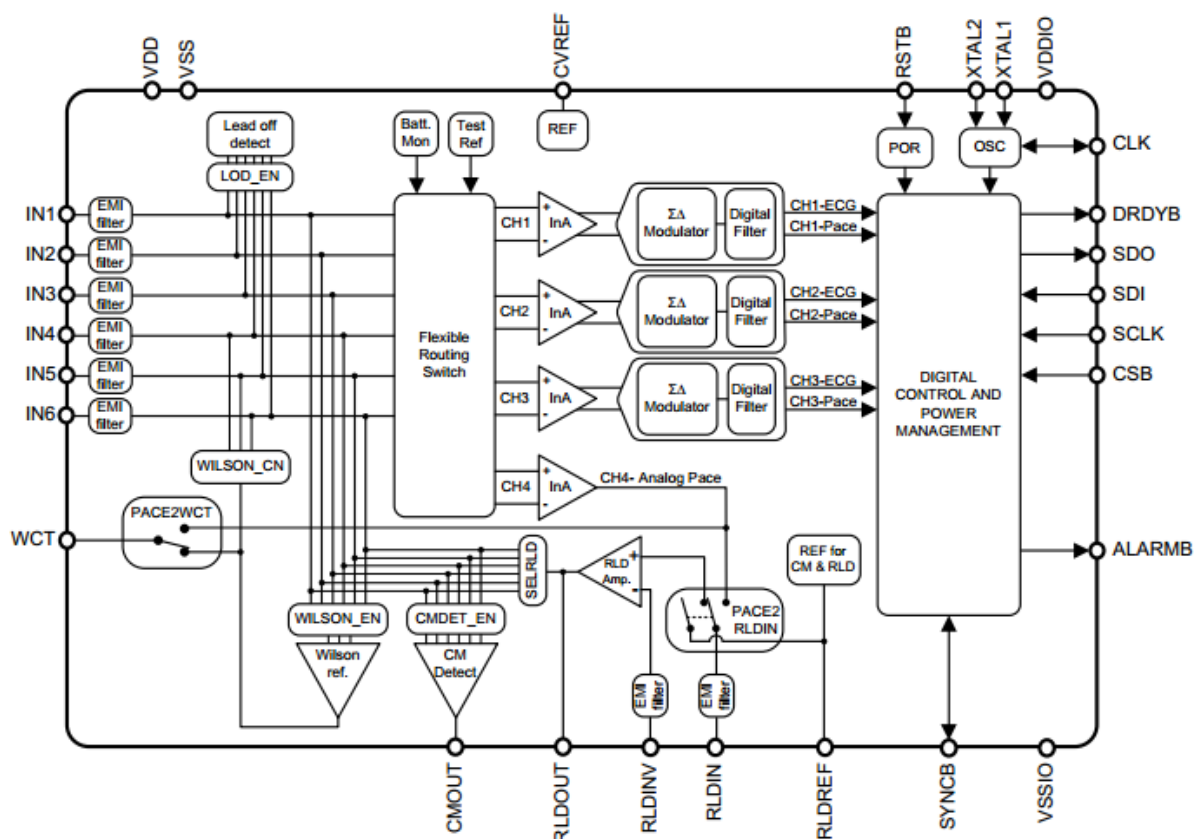 VDD
VSS
CVREF
RSTB
XTAL2
XTAL1
VDDIO
Lead off
detect
LOD_EN
Batt.
Mon
Test
Ref
REF
POR
OSC
CLK
IN1
EMI
filter
IN2
EMI
filter
IN3
EMI
filter
IN4
EMI
filter
IN5
EMI
filter
IN6
EMI
filter
Flexible
Routing
Switch
CH1
+
InA
-
ΣΔ
Modulator
Digital
Filter
CH1-ECG
CH1-Pace
CH2
+
InA
-
ΣΔ
Modulator
Digital
Filter
CH2-ECG
CH2-Pace
CH3
+
InA
-
ΣΔ
Modulator
Digital
Filter
CH3-ECG
CH3-Pace
CH4
+
InA
-
CH4- Analog Pace
DIGITAL
CONTROL AND
POWER
MANAGEMENT
DRDYB
SDO
SDI
SCLK
CSB
ALARMB
WILSON_CN
PACE2WCT
WCT
SELRLD
RLD
Amp.
+
-
REF for
CM & RLD
PACE2
RLDIN
WILSON_EN
CMDET_EN
Wilson
ref.
CM
Detect
EMI
filter
EMI
filter
CMOUT
RLDOUT
RLDINV
RLDIN
RLDREF
SYNCB
VSSIO